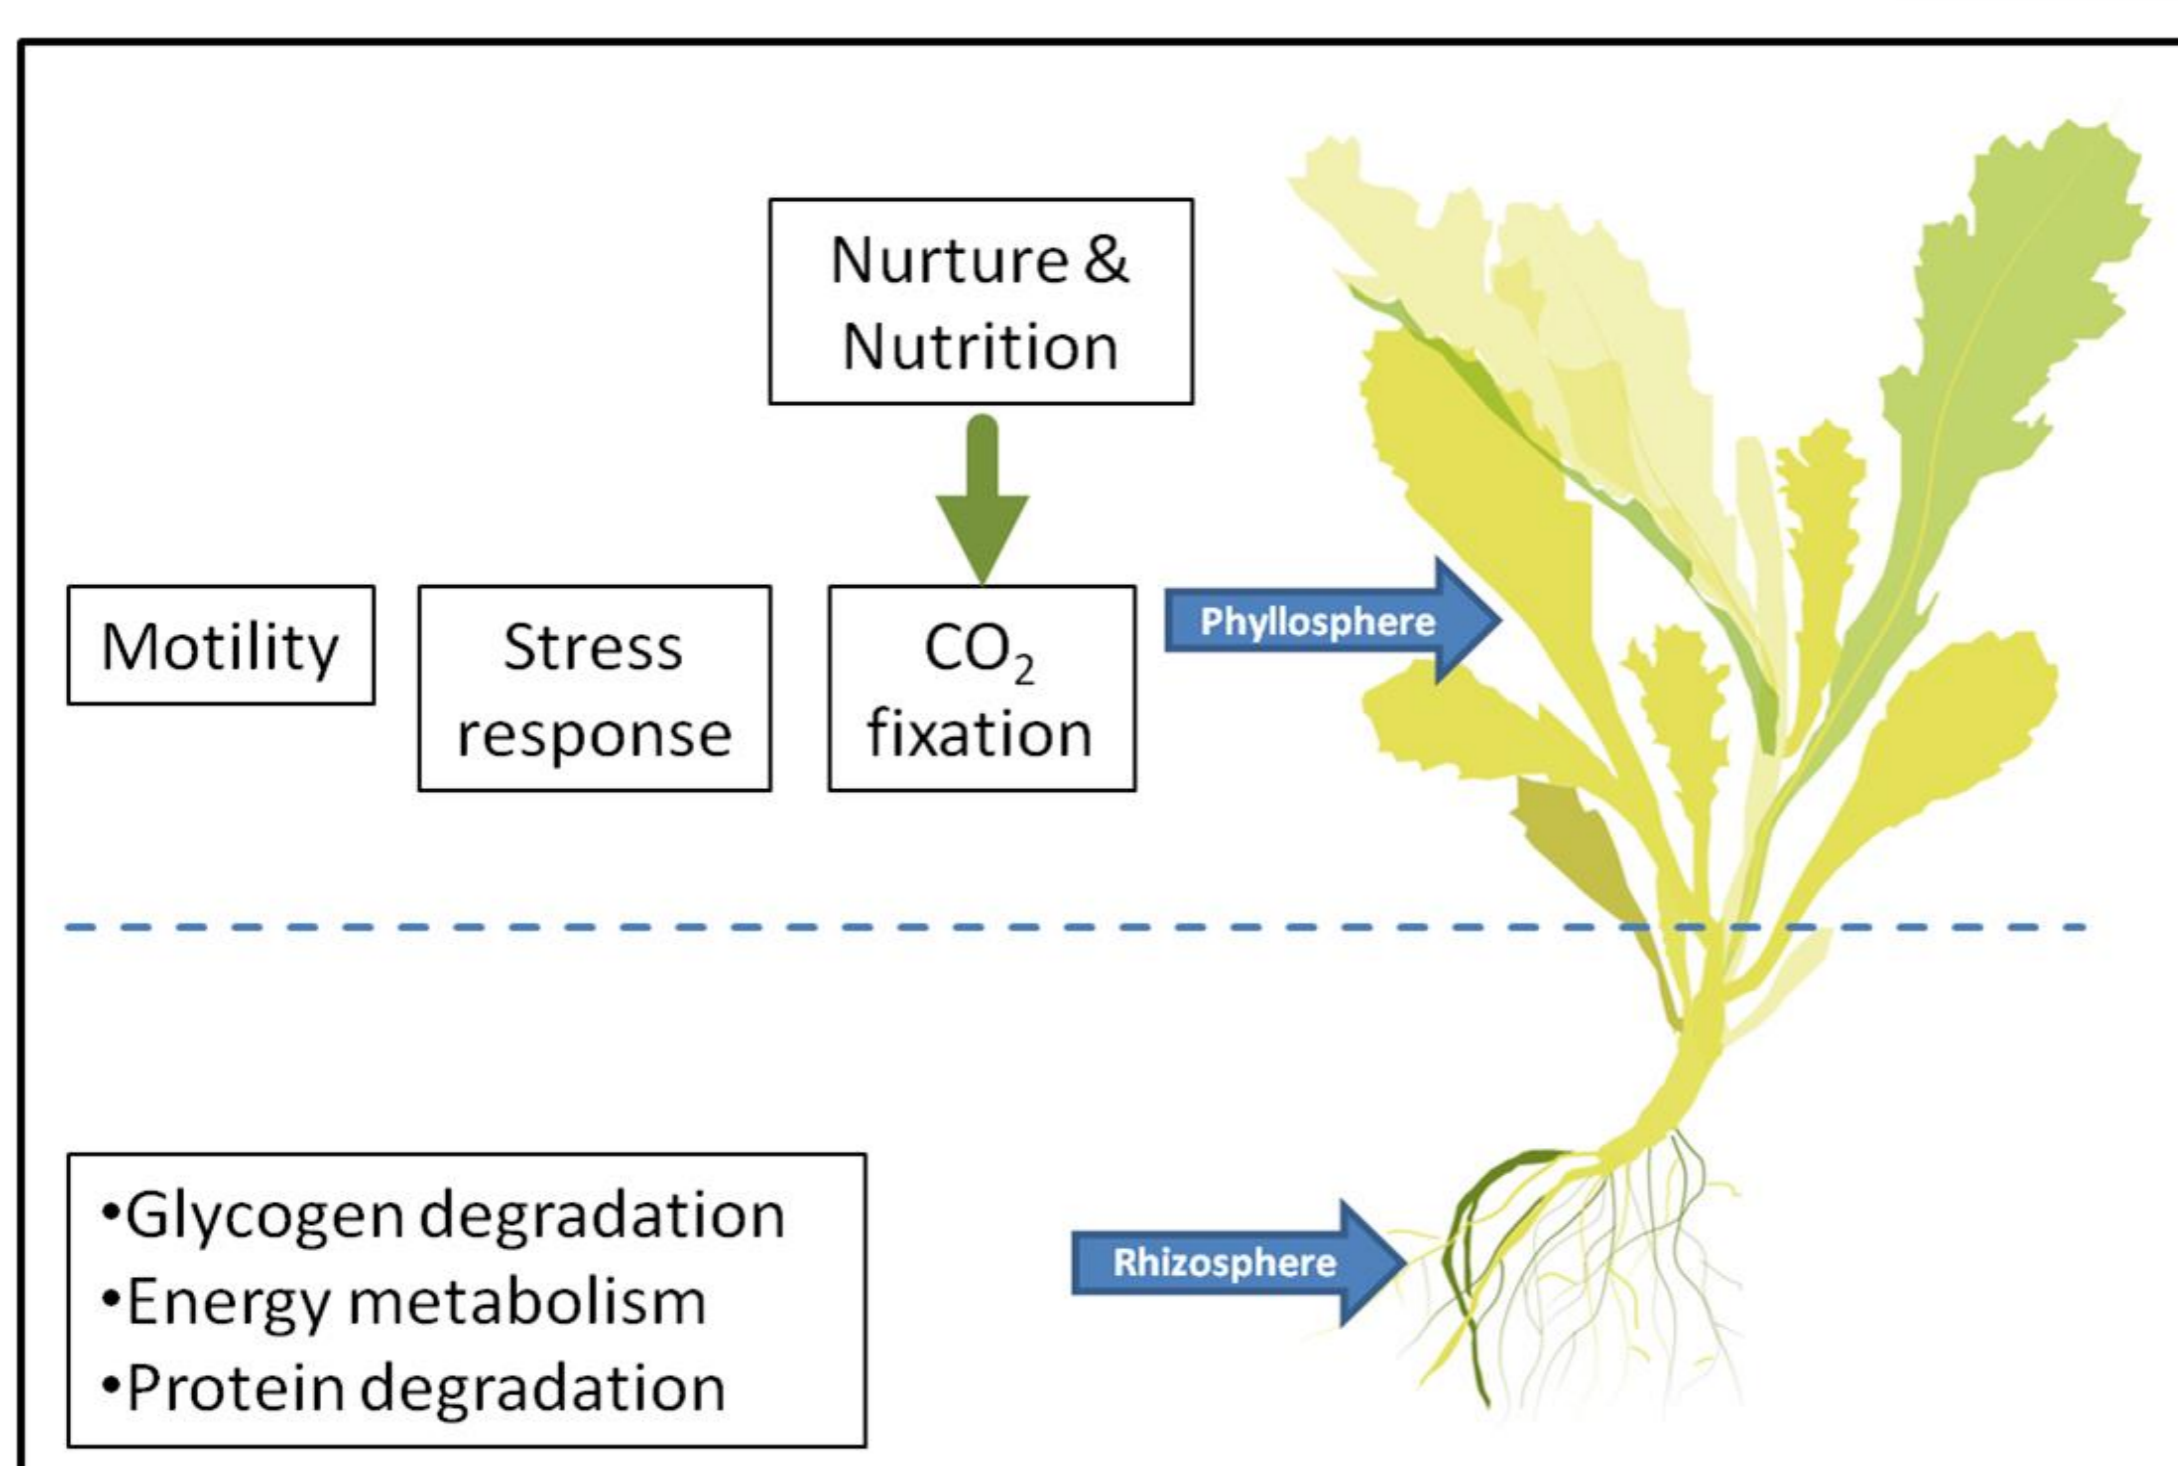 Nurture &
Nutrition
Motility
Stress
response
CO₂
fixation
Phyllosphere
•Glycogen degradation
•Energy metabolism
•Protein degradation
Rhizosphere